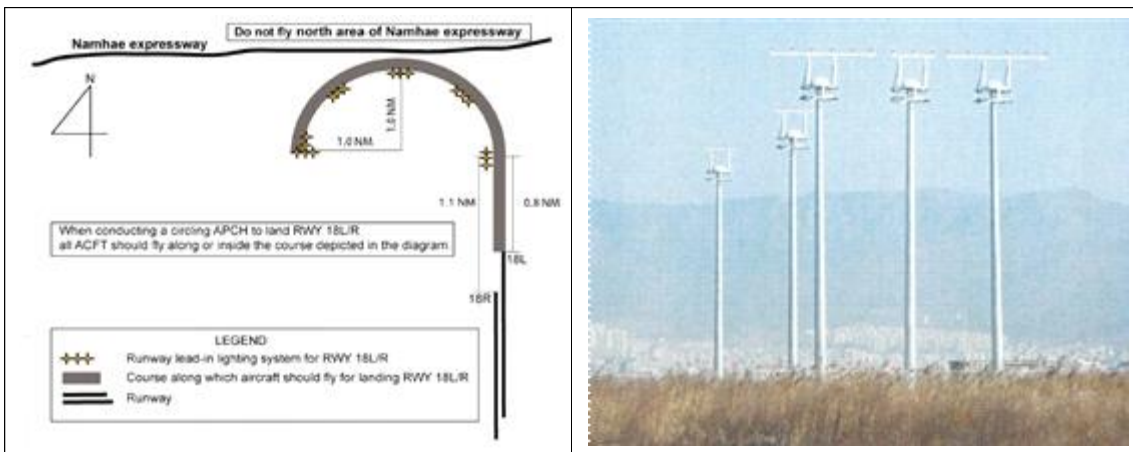 Do not fly north area of Namhae expressway
Namhae expressway
N
1.0 NM
1.0 NM
1.1 NM
0.8 NM
When conducting a circling APCH to land RWY 18L/R
all ACFT should fly along or inside the course depicted in the diagram
18L
18R
LEGEND
Runway lead-in lighting system for RWY 18L/R
Course along which aircraft should fly for landing RWY 18L/R
Runway